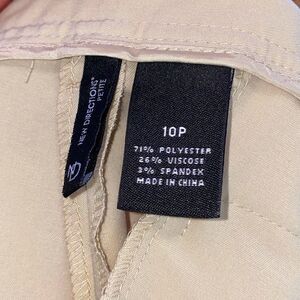 NEW DIRECTIONS®
PETITE
10P
71% POLYESTER
26% VISCOSE
3% SPANDEX
MADE IN CHINA